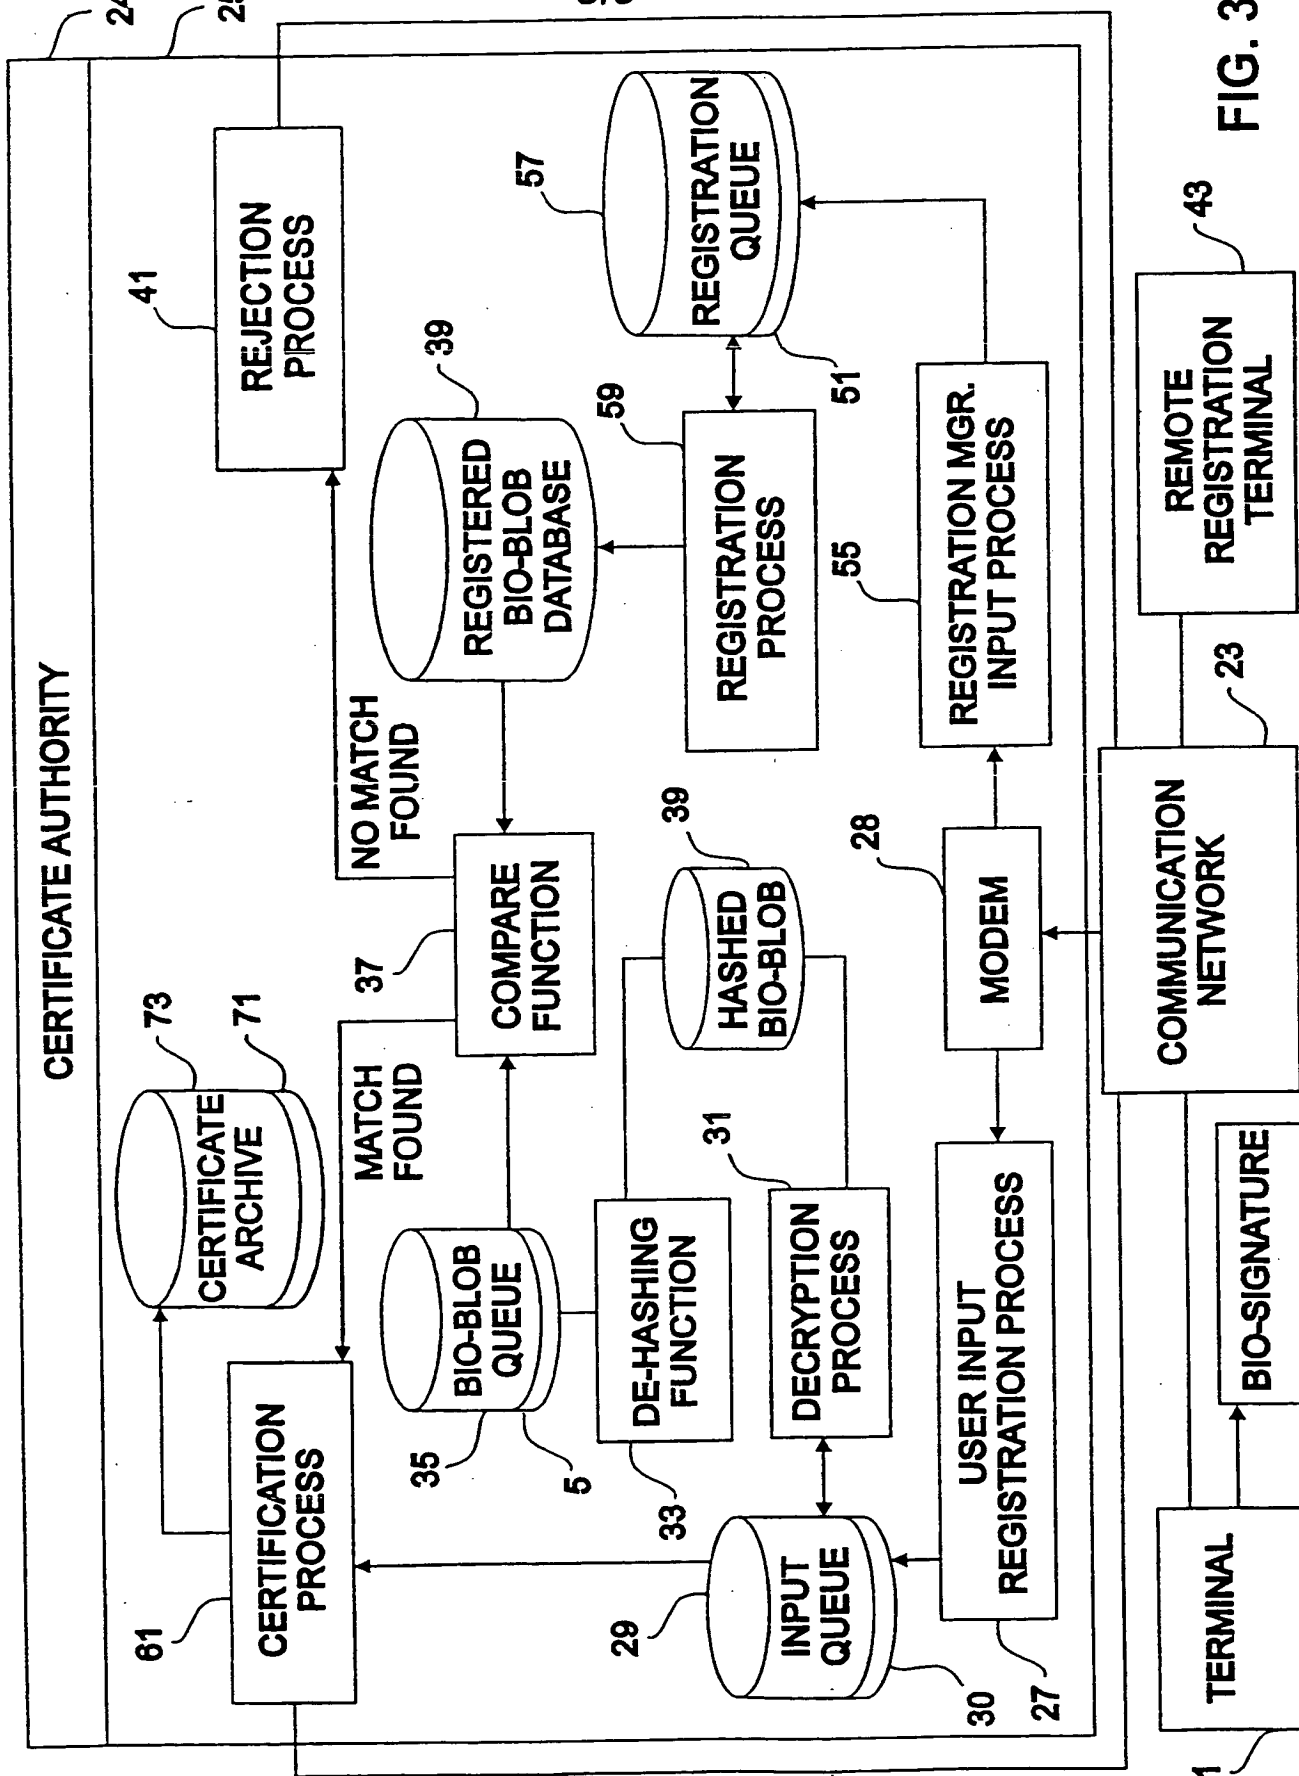 CERTIFICATE AUTHORITY
61
CERTIFICATION
PROCESS
CERTIFICATE
ARCHIVE
73
71
41
REJECTION
PROCESS
MATCH
FOUND
NO MATCH
FOUND
35
5
BIO-BLOB
QUEUE
37
COMPARE
FUNCTION
REGISTERED
BIO-BLOB
DATABASE
39
57
REGISTRATION
QUEUE
51
33
DE-HASHING
FUNCTION
HASHED
BIO-BLOB
39
REGISTRATION
PROCESS
59
29
INPUT
QUEUE
30
31
DECRYPTION
PROCESS
27
USER INPUT
REGISTRATION PROCESS
28
MODEM
55
REGISTRATION MGR.
INPUT PROCESS
TERMINAL
BIO-SIGNATURE
COMMUNICATION
NETWORK
23
REMOTE
REGISTRATION
TERMINAL
43
FIG. 3